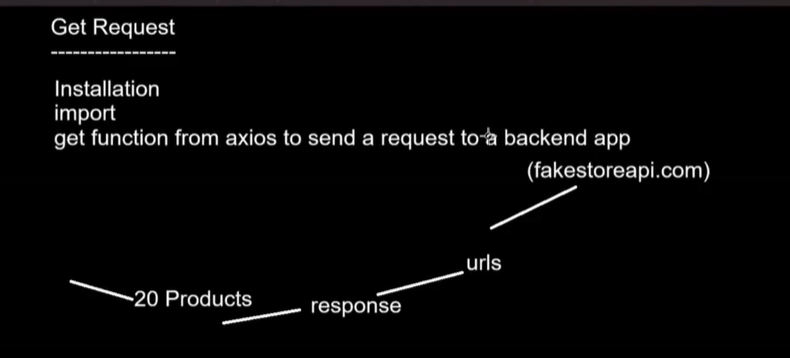 Get Request
-----------------
Installation
import
get function from axios to send a request to a backend app
(fakestoreapi.com)
urls
20 Products
response